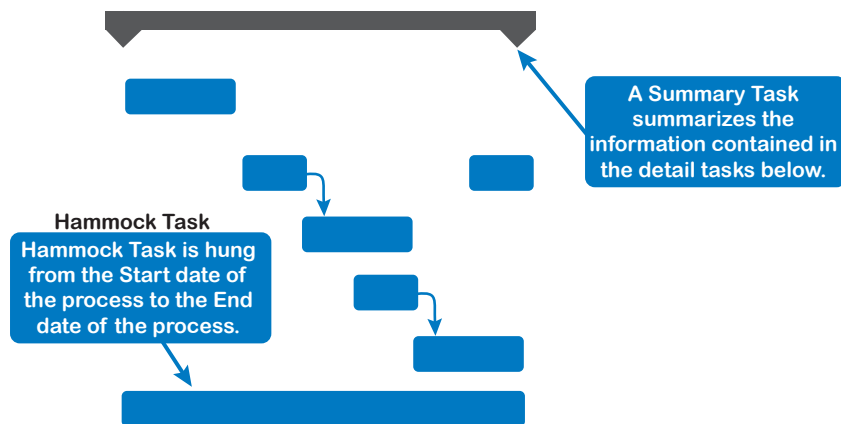 A Summary Task
summarizes the
information contained in
the detail tasks below.
Hammock Task
Hammock Task is hung
from the Start date of
the process to the End
date of the process.